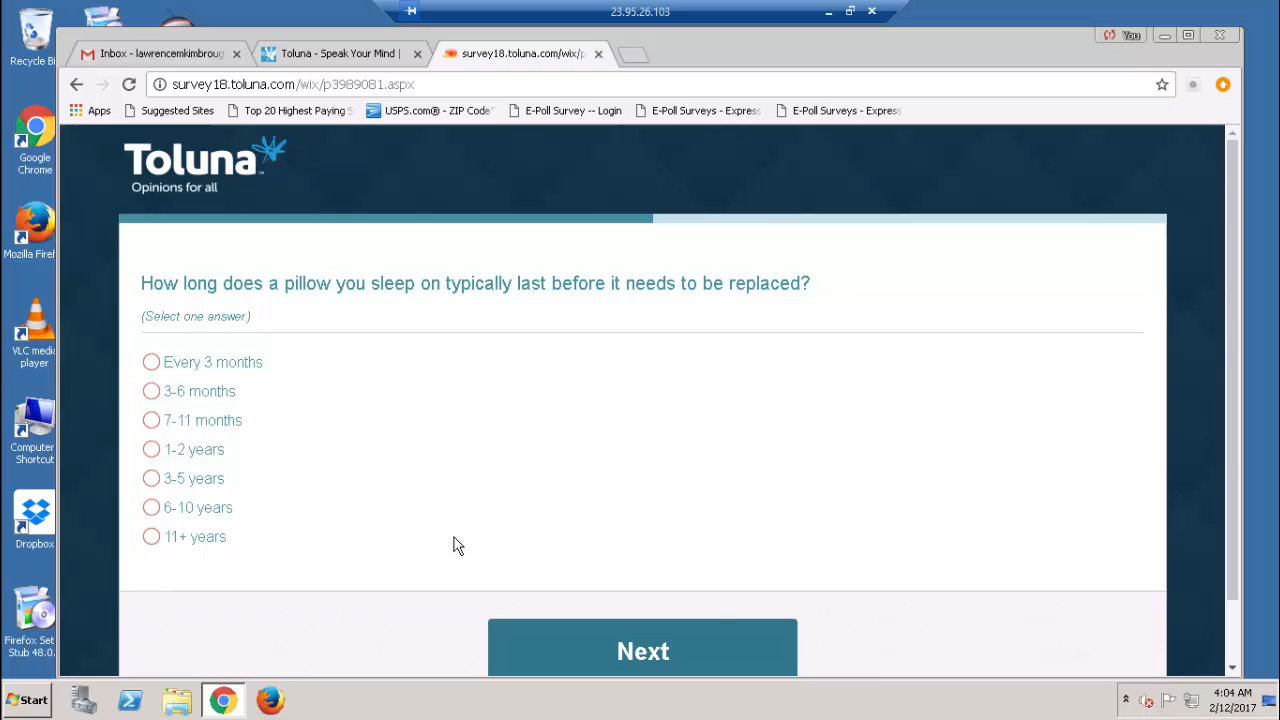 23.95.26.103
Recycle Bi
Inbox - lawrencemkimbroug
Toluna - Speak Your Mind |
survey18.toluna.com/wix/p
You
survey18.toluna.com/wix/p3989081.aspx
Apps
Suggested Sites
Top 20 Highest Paying S
USPS.com® - ZIP Code
E-Poll Survey -- Login
E-Poll Surveys - Express
E-Poll Surveys - Express
Google
Chrome
Toluna
Opinions for all
Mozilla Firef
How long does a pillow you sleep on typically last before it needs to be replaced?
(Select one answer.)
VLC media
player
Every 3 months
3-6 months
7-11 months
1-2 years
3-5 years
6-10 years
11+ years
Computer
Shortcut
Dropbox
Firefox Set
Stub 48.0.
Next
Start
4:04 AM
2/12/2017